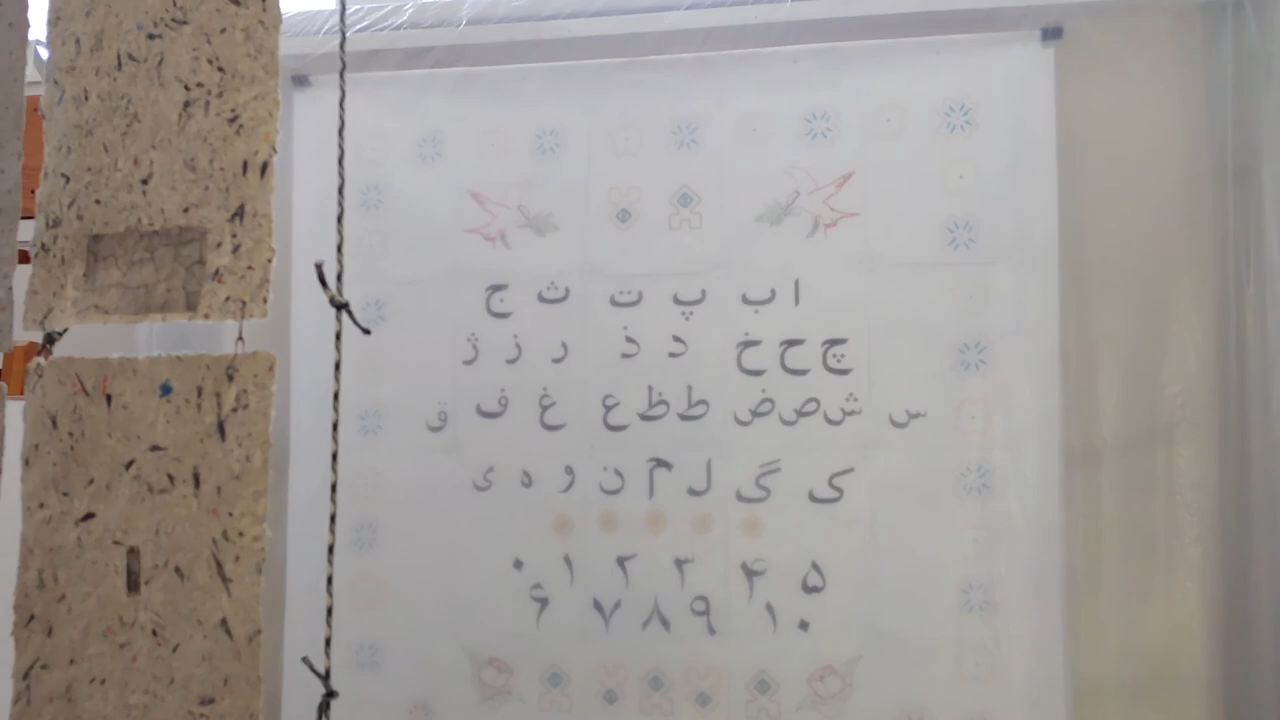 ا ب پ ت ث ج
چ ح خ د ذ ر ز ژ
س ش ص ض ط ظ ع غ ف ق
ک گ ل م ن و ه ی
۰ ۱ ۲ ۳ ۴ ۵
۶ ۷ ۸ ۹ ۱۰